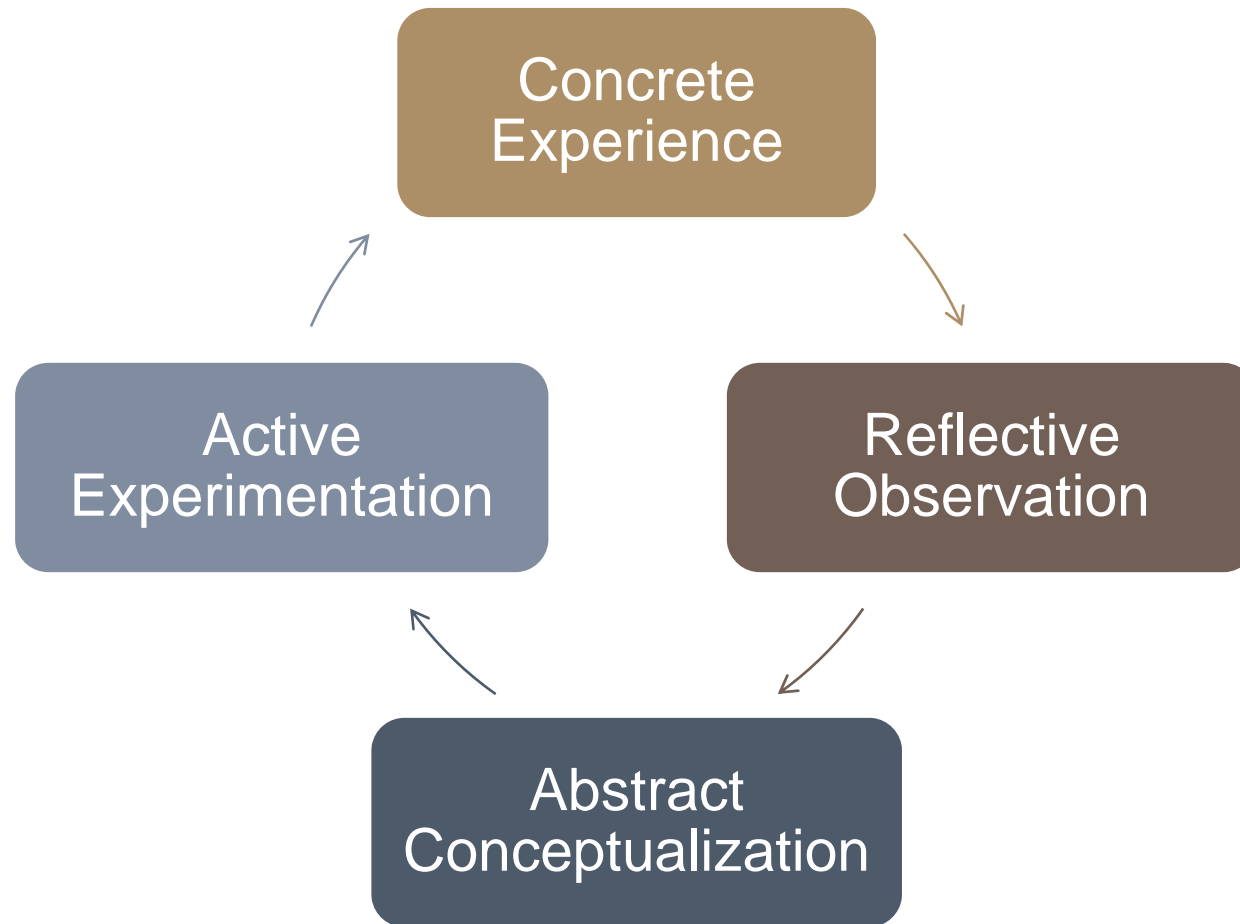 Concrete
Experience
Reflective
Observation
Abstract
Conceptualization
Active
Experimentation